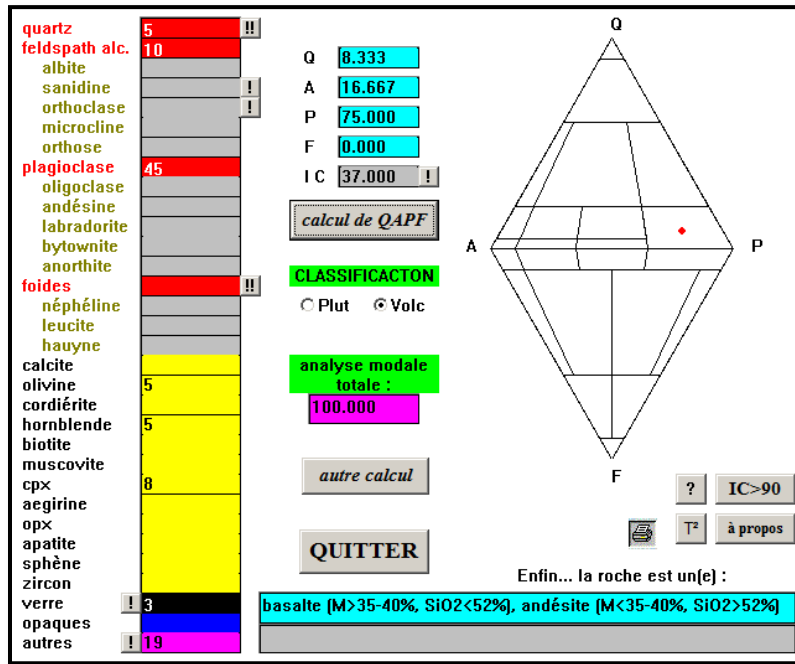 quartz 5 !!
feldspath alc. 10
albite
sanidine !
orthoclase !
microcline
orthose
plagioclase 45
oligoclase
andésine
labradorite
bytownite
anorthite
foides !!
néphéline
leucite
hauyne
calcite
olivine 5
cordiérite
hornblende 5
biotite
muscovite
cpx 8
aegirine
opx
apatite
sphène
zircon
verre ! 3
opaques
autres ! 19
Q 8.333
A 16.667
P 75.000
F 0.000
I C 37.000 !
calcul de QAPF
CLASSIFICACTON
Plut Volc
analyse modale
totale :
100.000
autre calcul
QUITTER
Q
A
P
F
? IC>90
T² à propos
Enfin... la roche est un(e) :
basalte (M>35-40%, SiO2<52%), andésite (M<35-40%, SiO2>52%)